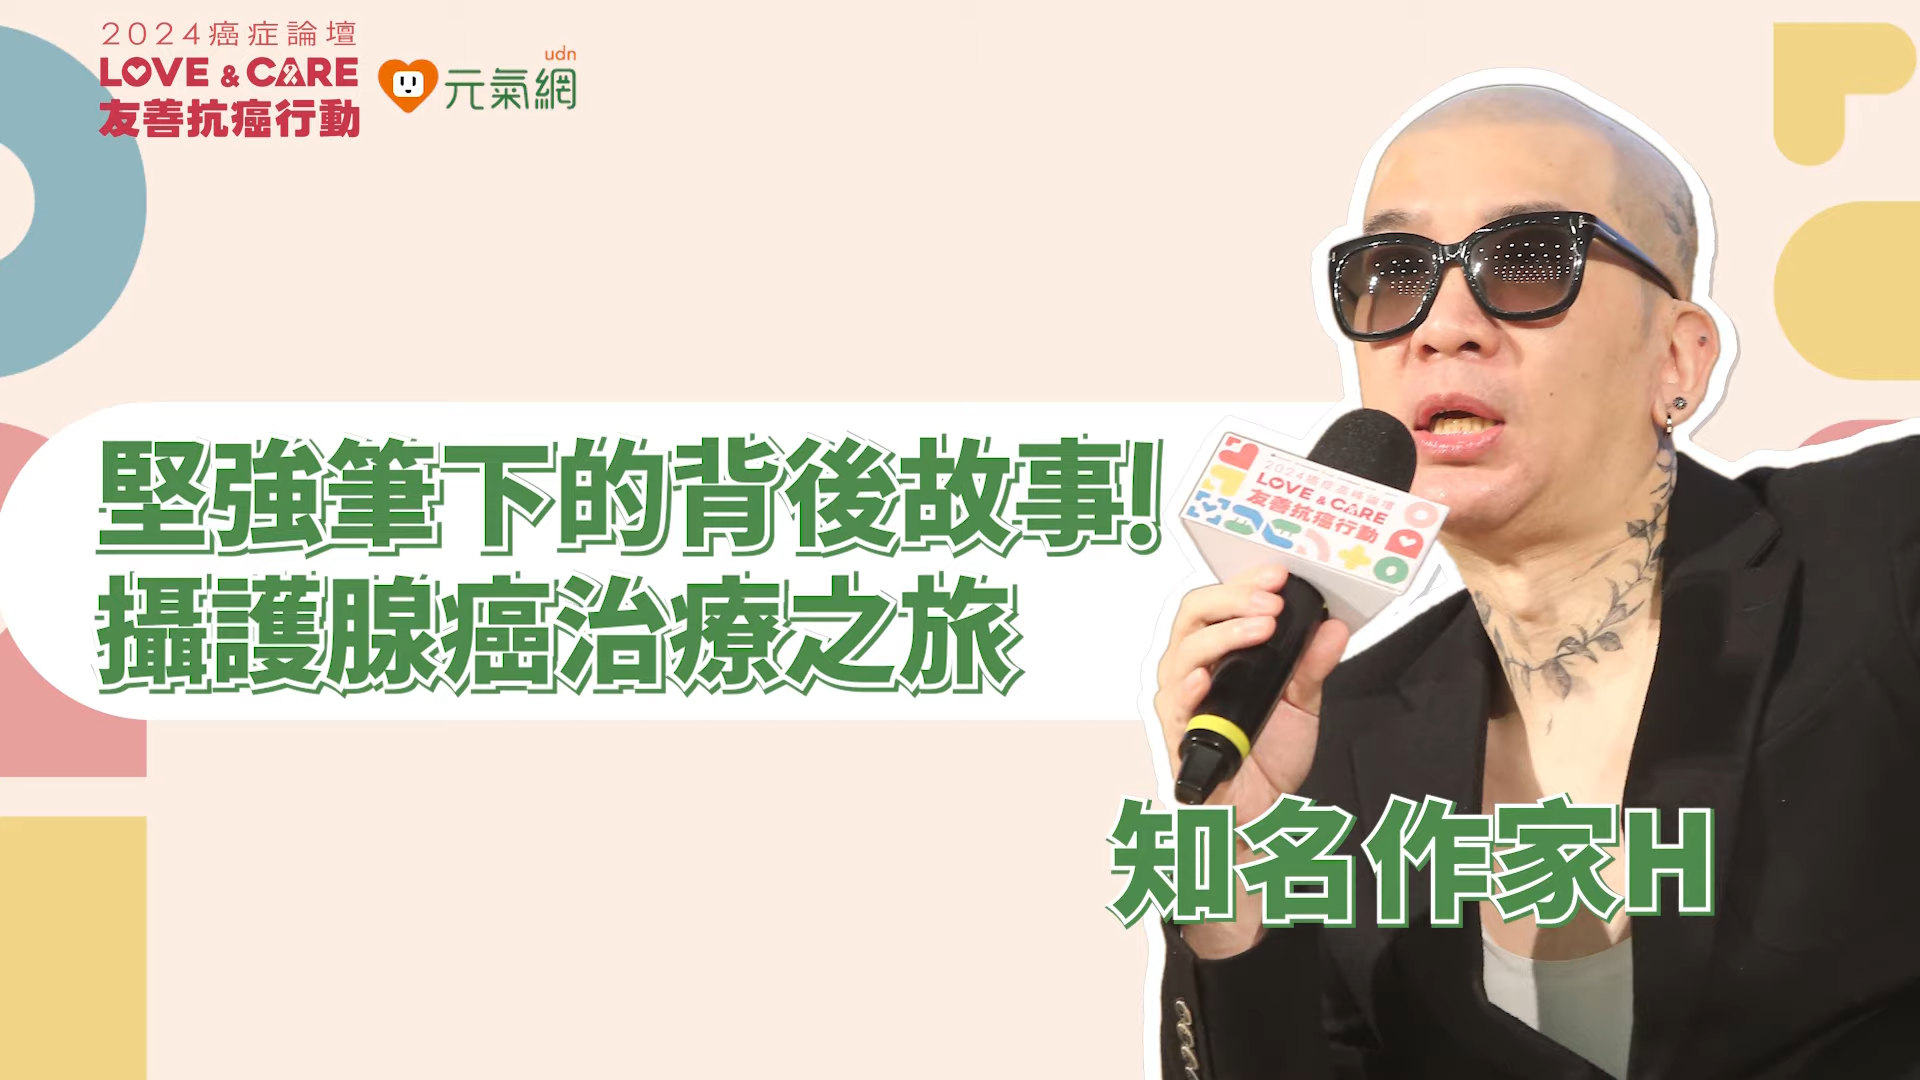 2024癌症論壇
LOVE & CARE
友善抗癌行動
udn
元氣網
堅強筆下的背後故事!
攝護腺癌治療之旅
LOVE & CARE
友善抗癌行動
知名作家H